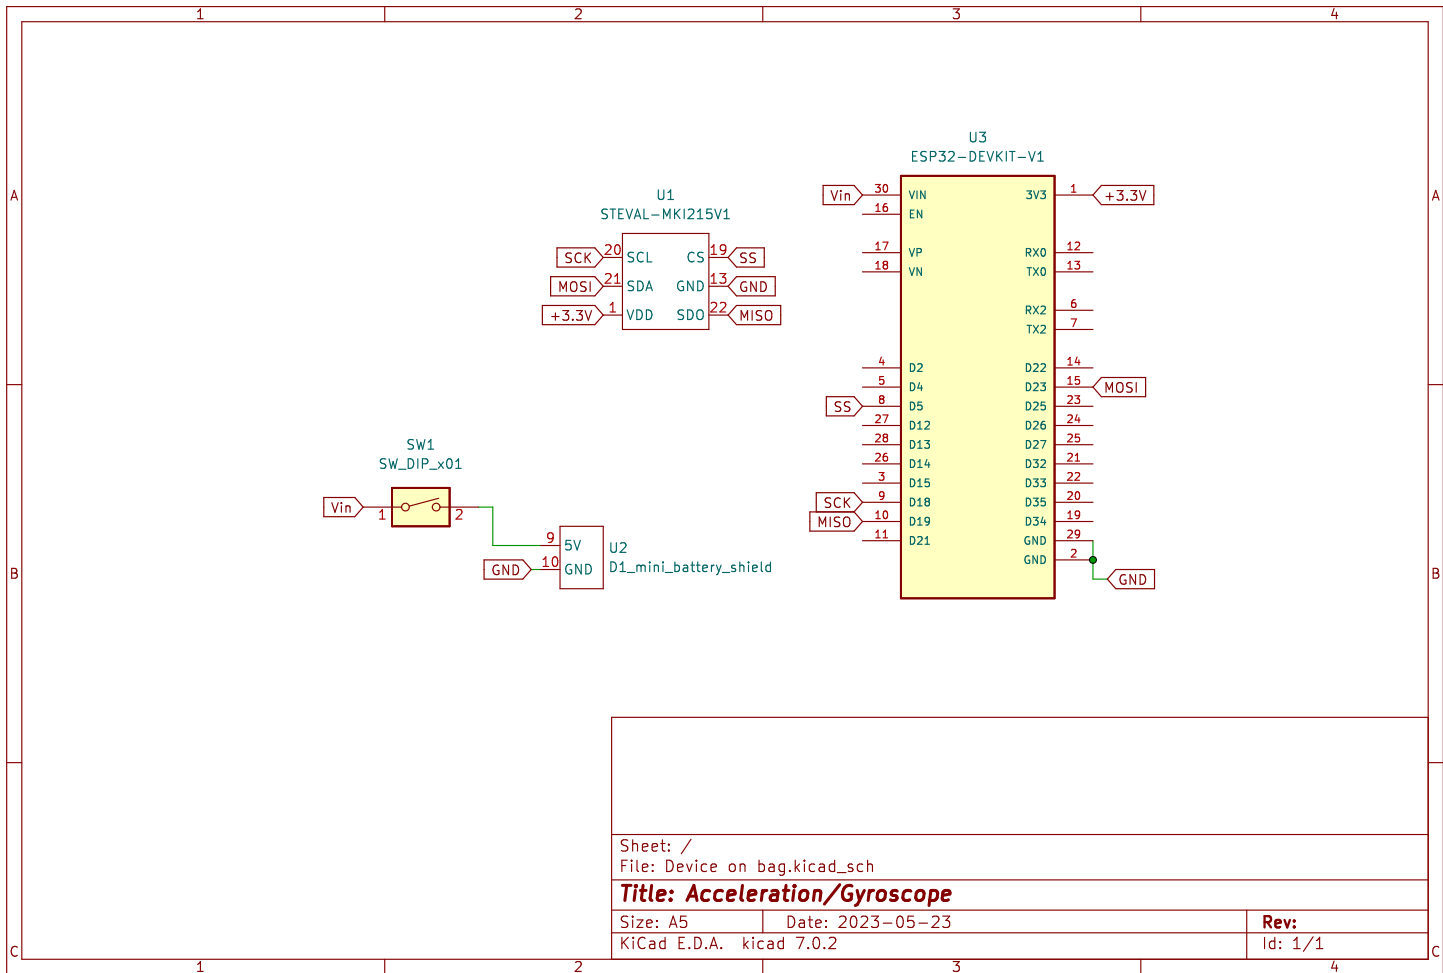 1 2 3 4
A A
B B
C C
U3
ESP32-DEVKIT-V1
Vin 30 VIN 3V3 1 +3.3V
16 EN
17 VP RX0 12
18 VN TX0 13
RX2 6
TX2 7
4 D2 D22 14
5 D4 D23 15 MOSI
SS 8 D5 D25 23
27 D12 D26 24
28 D13 D27 25
26 D14 D32 21
3 D15 D33 22
SCK 9 D18 D35 20
MISO 10 D19 D34 19
11 D21 GND 29
GND 2
GND
U1
STEVAL-MKI215V1
SCK 20 SCL CS 19 SS
MOSI 21 SDA GND 13 GND
+3.3V 1 VDD SDO 22 MISO
SW1
SW_DIP_x01
Vin 1 2
9 5V U2
GND 10 GND D1_mini_battery_shield
Sheet: /
File: Device on bag.kicad_sch
Title: Acceleration/Gyroscope
Size: A5 Date: 2023-05-23 Rev:
KiCad E.D.A. kicad 7.0.2 Id: 1/1
1 2 3 4